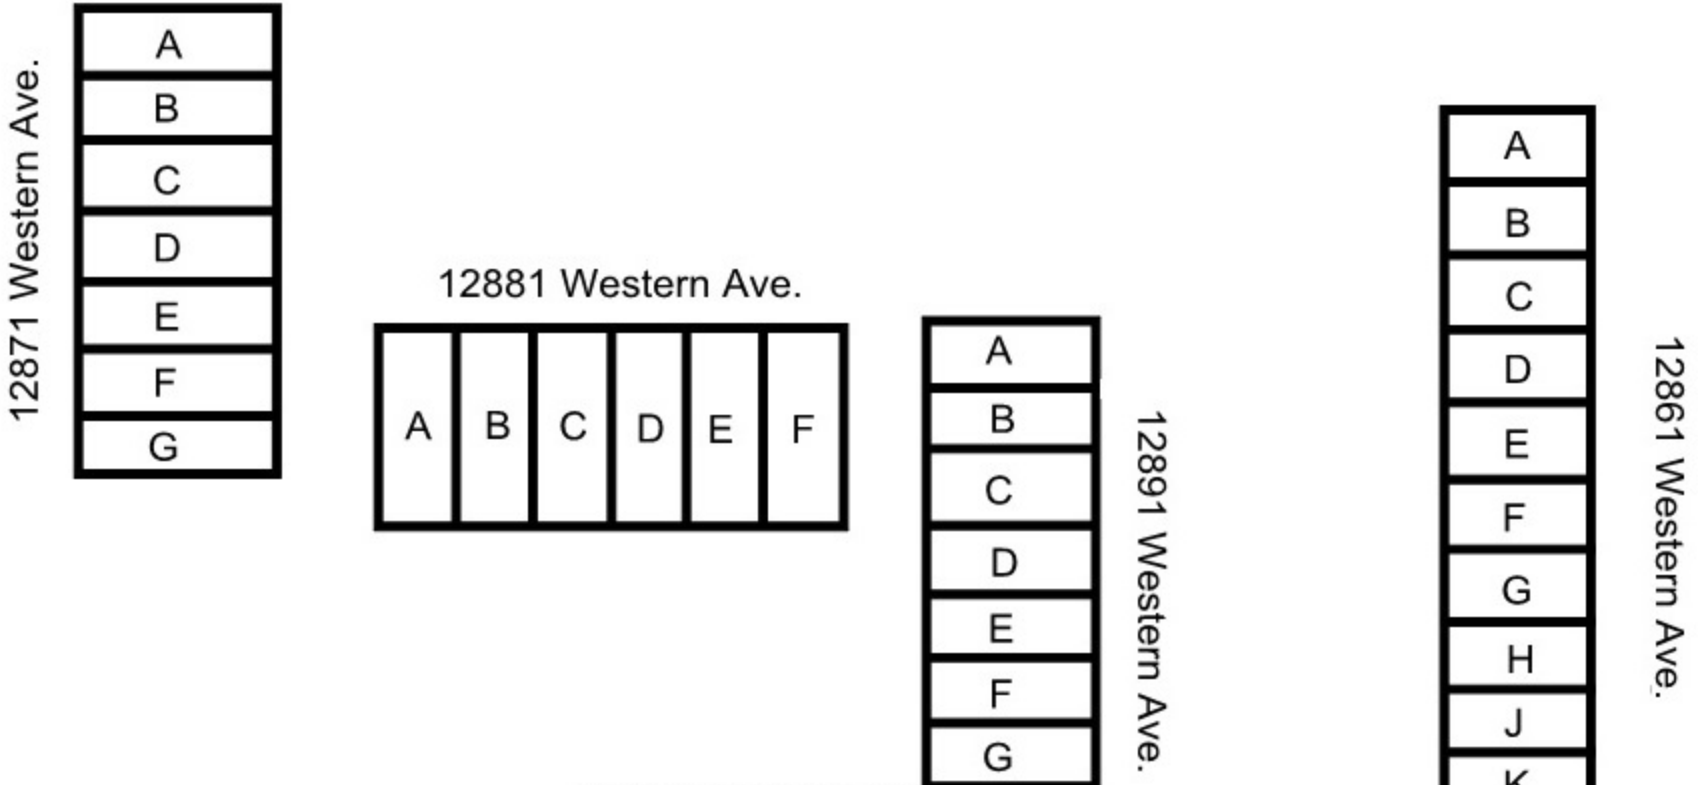 12871 Western Ave.
A
B
C
D
E
F
G
12881 Western Ave.
A B C D E F
A
B
C
D
E
F
G
12891 Western Ave.
A
B
C
D
E
F
G
H
J
K
12861 Western Ave.